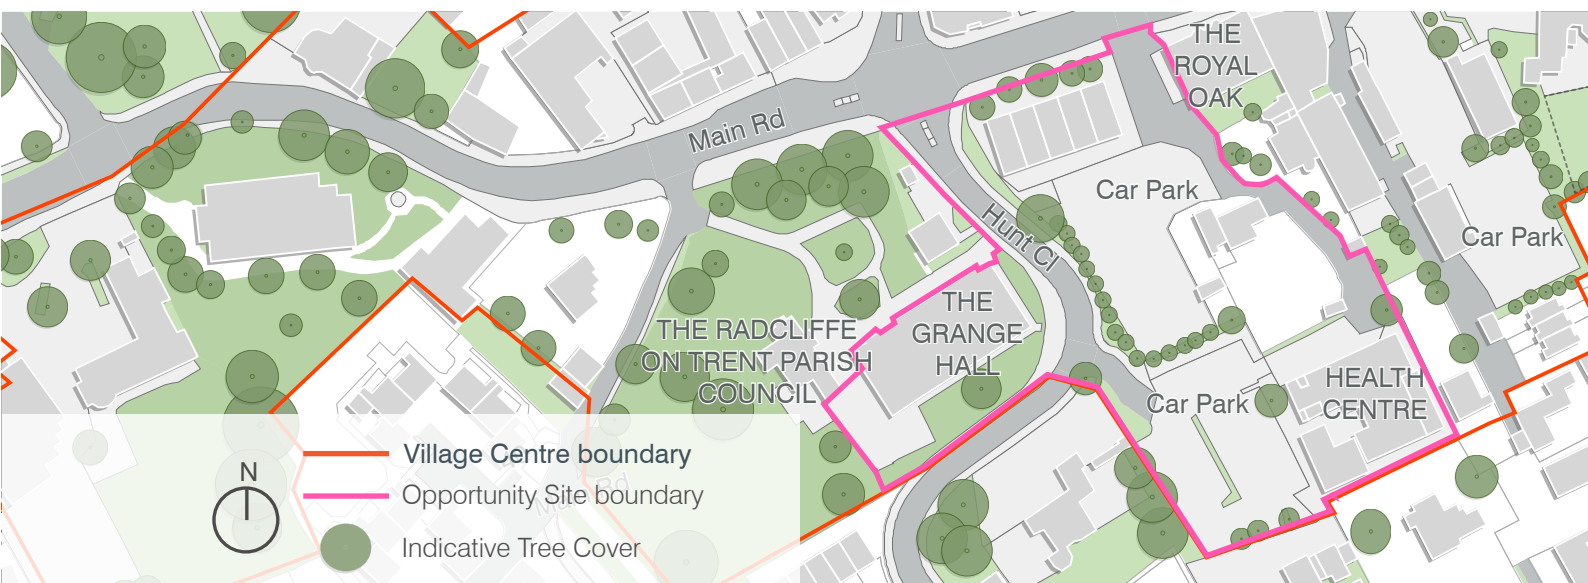 THE
ROYAL
OAK
Main Rd
Car Park
Hunt Cl
Car Park
THE
GRANGE
HALL
THE RADCLIFFE
ON TRENT PARISH
COUNCIL
HEALTH
CENTRE
Car Park
Village Centre boundary
N
Opportunity Site boundary
Indicative Tree Cover